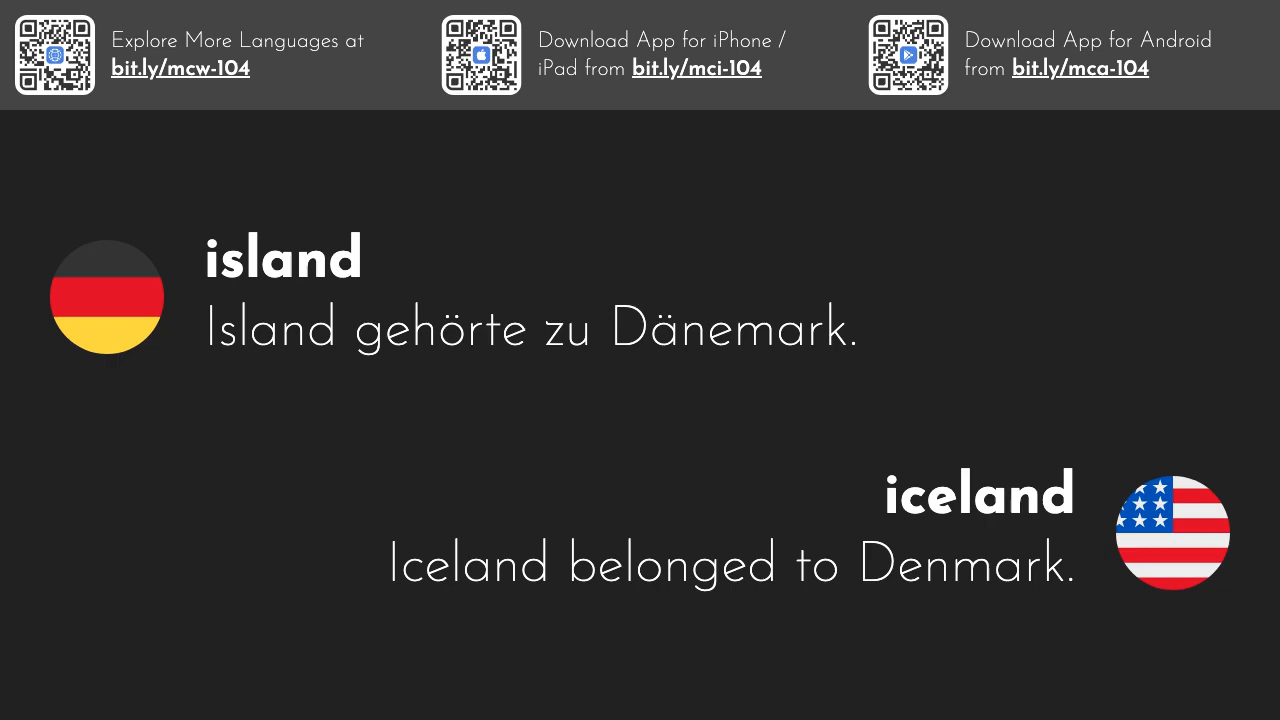 Explore More Languages at
bit.ly/mcw-104
Download App for iPhone /
iPad from bit.ly/mci-104
Download App for Android
from bit.ly/mca-104
island
Island gehörte zu Dänemark.
iceland
Iceland belonged to Denmark.